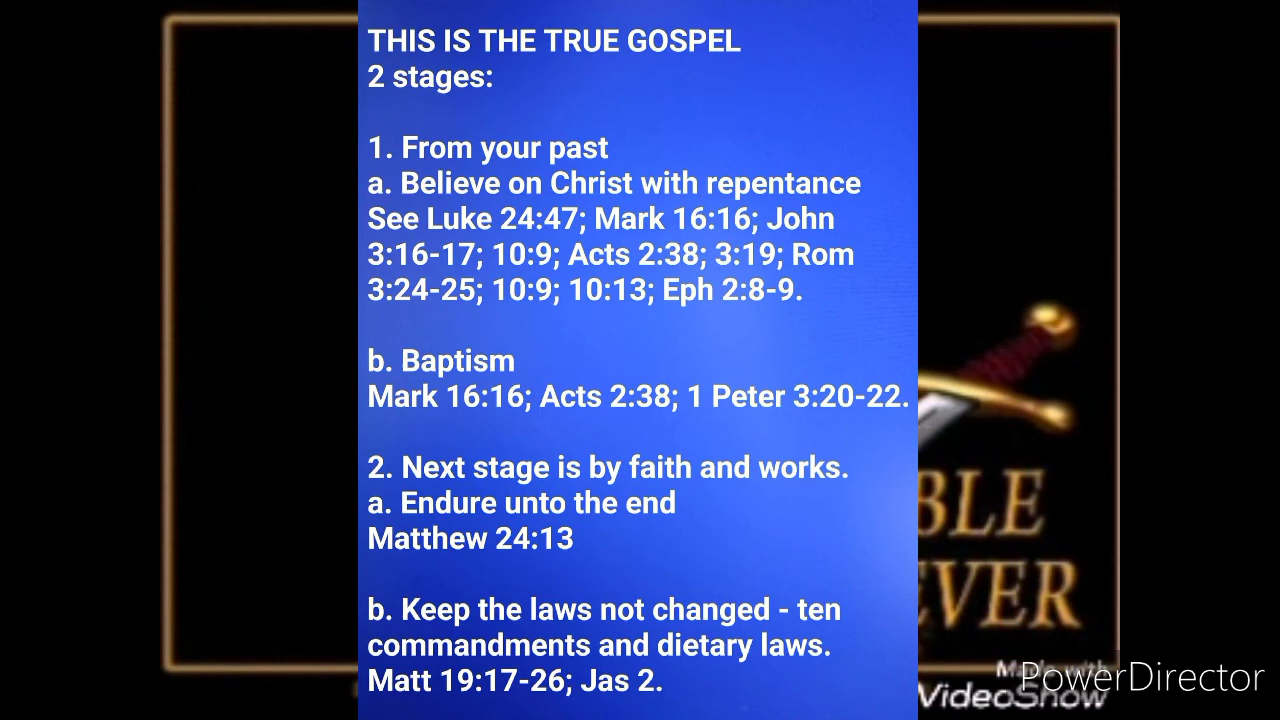 THIS IS THE TRUE GOSPEL
2 stages:
1. From your past
a. Believe on Christ with repentance
See Luke 24:47; Mark 16:16; John
3:16-17; 10:9; Acts 2:38; 3:19; Rom
3:24-25; 10:9; 10:13; Eph 2:8-9.
b. Baptism
Mark 16:16; Acts 2:38; 1 Peter 3:20-22.
2. Next stage is by faith and works.
a. Endure unto the end
Matthew 24:13
b. Keep the laws not changed - ten
commandments and dietary laws.
Matt 19:17-26; Jas 2.
BLE
EVER
Made with
PowerDirector
VideoShow